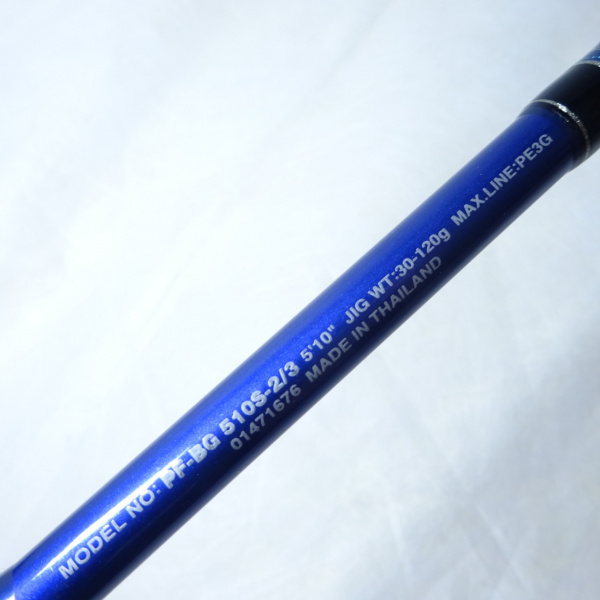 MODEL NO: PF-BG 510S-2/3 5'10" JIG WT:30-120g MAX.LINE:PE3G
01471676 MADE IN THAILAND